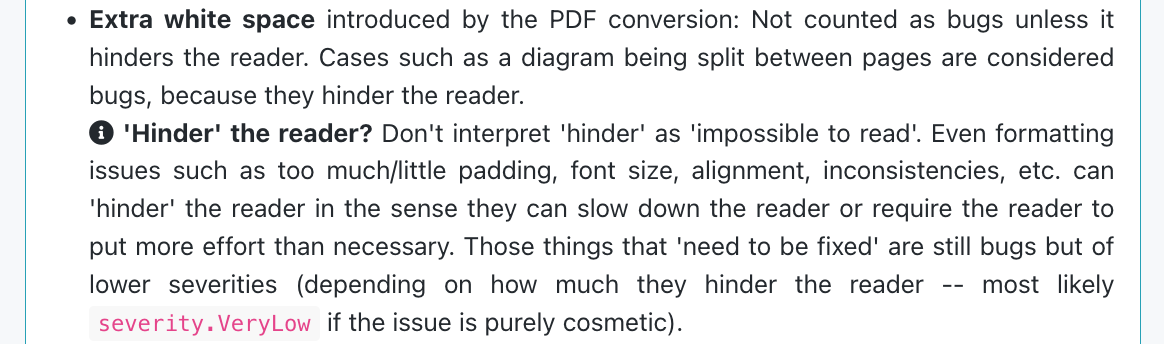 • Extra white space introduced by the PDF conversion: Not counted as bugs unless it
hinders the reader. Cases such as a diagram being split between pages are considered
bugs, because they hinder the reader.
'Hinder' the reader? Don't interpret 'hinder' as 'impossible to read'. Even formatting
issues such as too much/little padding, font size, alignment, inconsistencies, etc. can
'hinder' the reader in the sense they can slow down the reader or require the reader to
put more effort than necessary. Those things that 'need to be fixed' are still bugs but of
lower severities (depending on how much they hinder the reader -- most likely
severity.VeryLow if the issue is purely cosmetic).